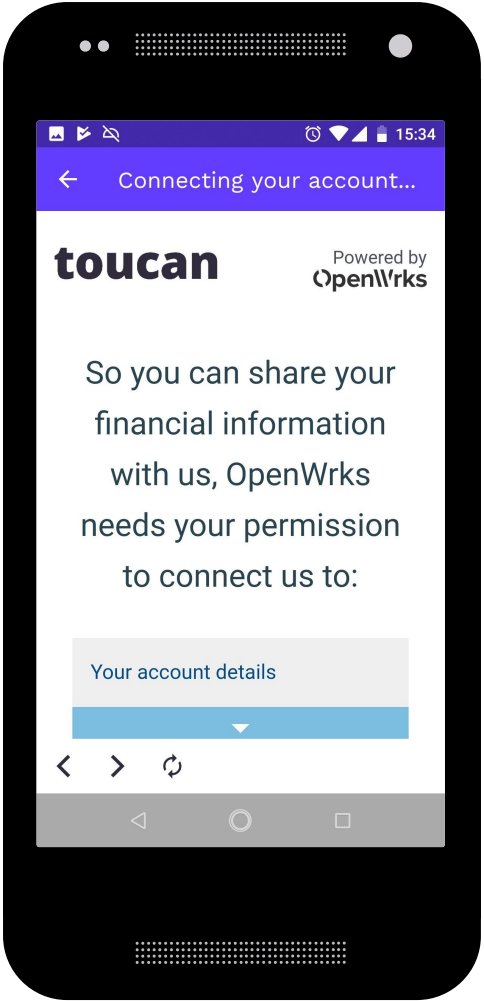 15:34
Connecting your account...
toucan
Powered by
OpenWrks
So you can share your
financial information
with us, OpenWrks
needs your permission
to connect us to:
Your account details